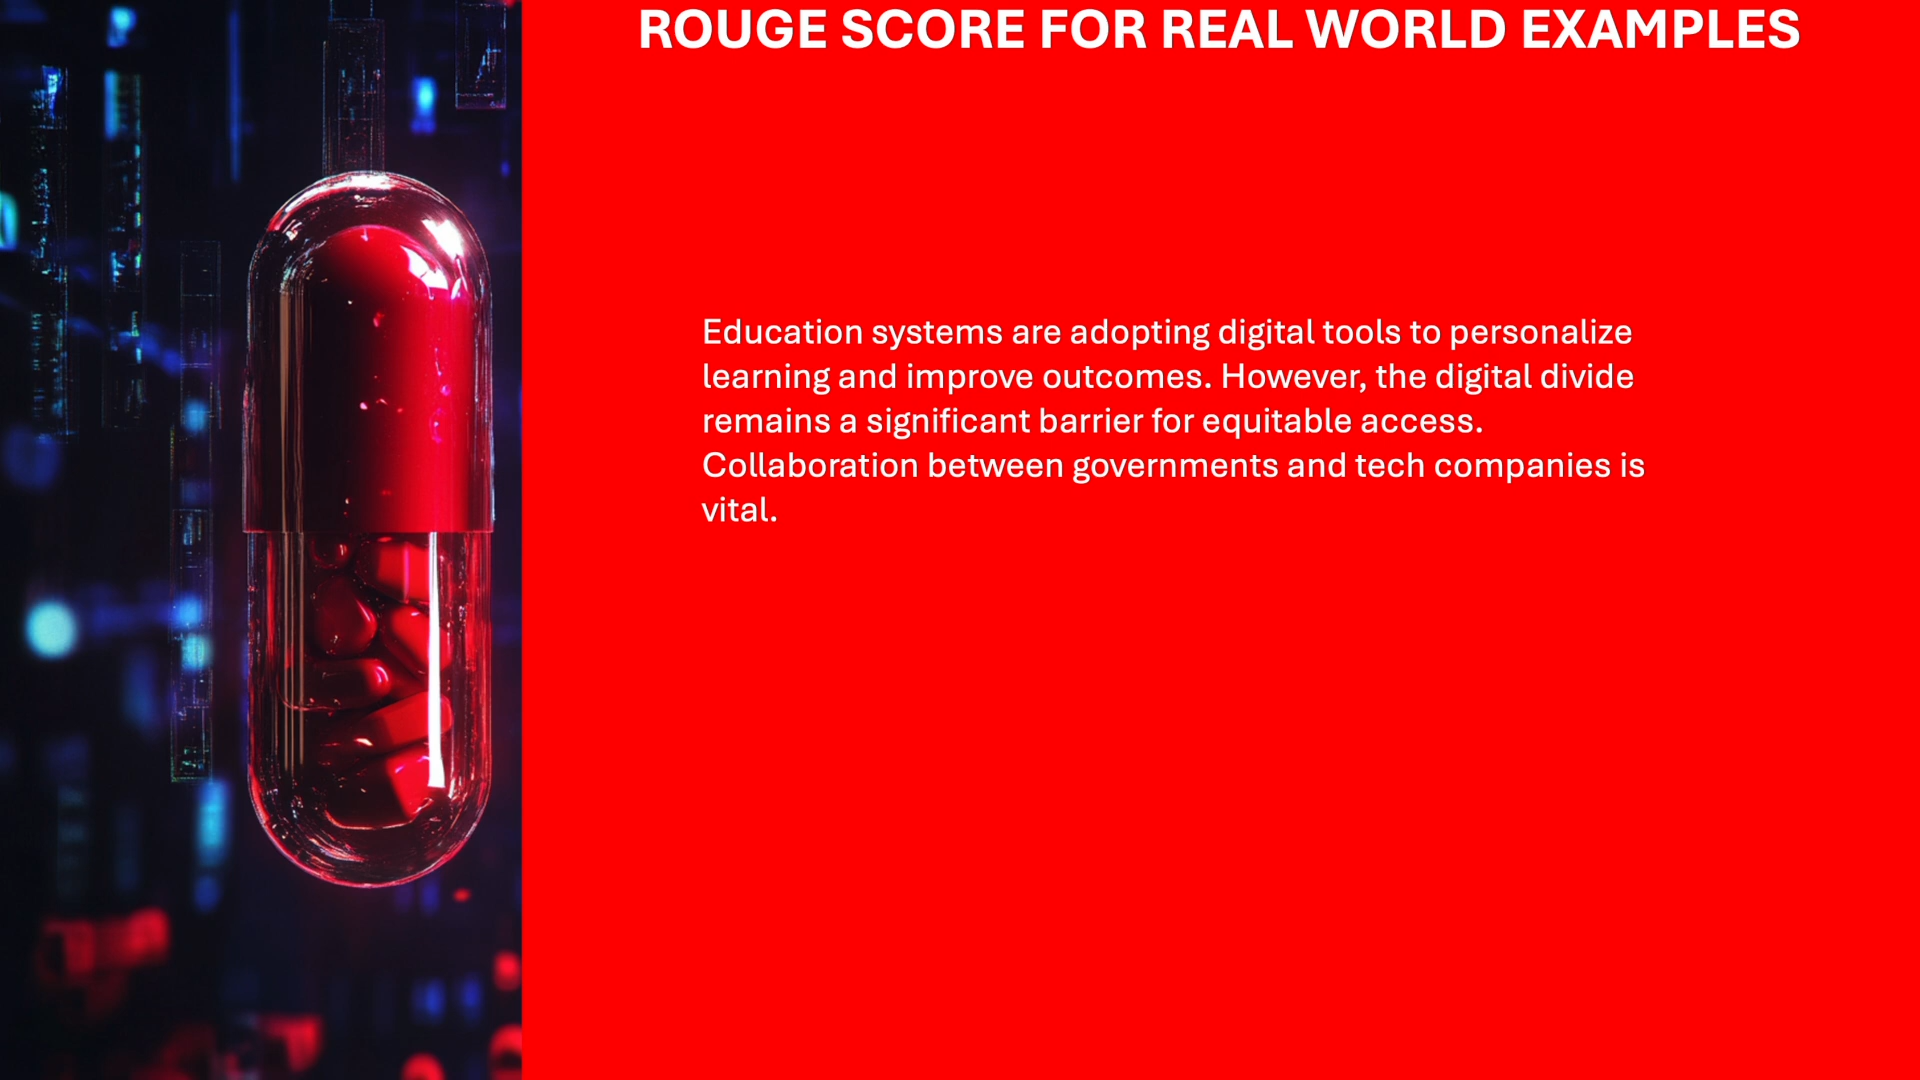 ROUGE SCORE FOR REAL WORLD EXAMPLES
Education systems are adopting digital tools to personalize
learning and improve outcomes. However, the digital divide
remains a significant barrier for equitable access.
Collaboration between governments and tech companies is
vital.